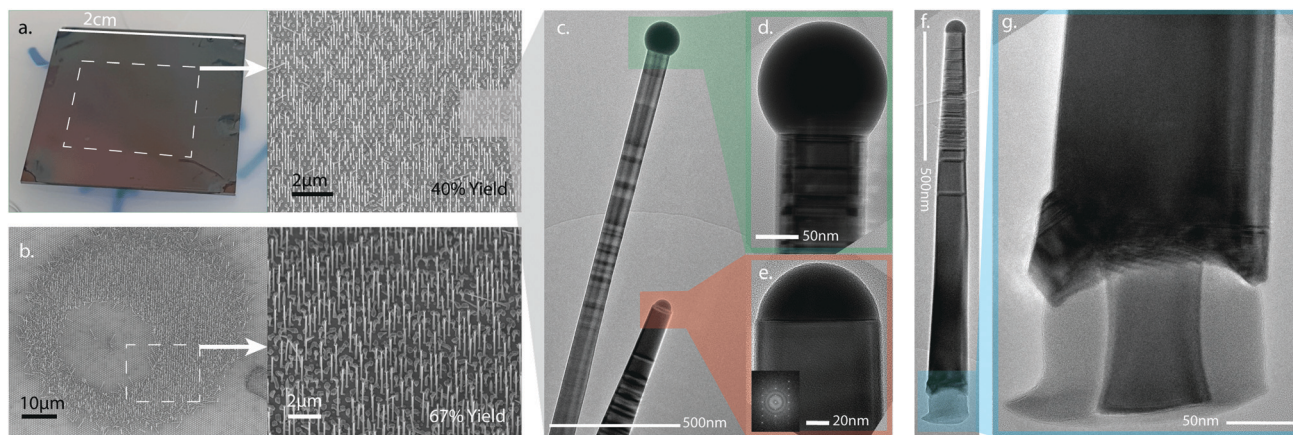 a.
2cm
2μm
40% Yield
b.
10μm
2μm
67% Yield
c.
500nm
d.
50nm
e.
20nm
f.
500nm
g.
50nm